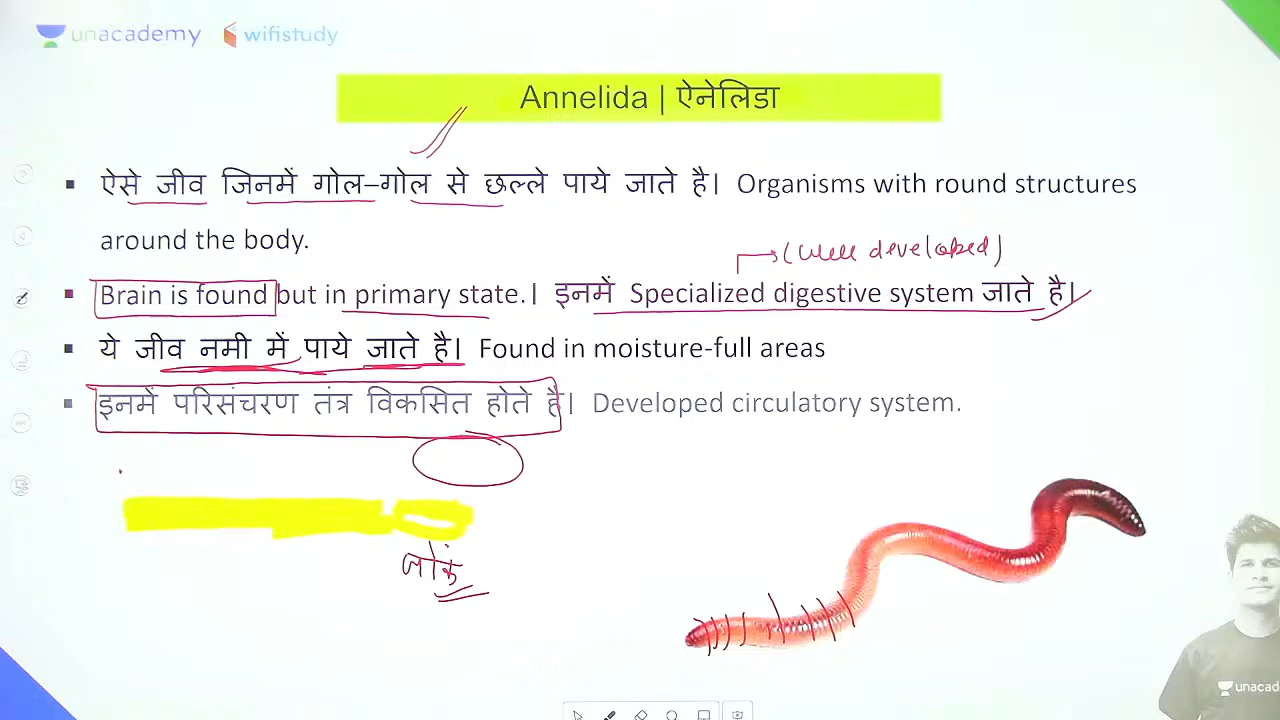 unacademy wifistudy
Annelida | ऐनेलिडा
▪ ऐसे जीव जिनमें गोल–गोल से छल्ले पाये जाते है। Organisms with round structures
around the body.
(well developed)
▪ Brain is found but in primary state.| इनमें Specialized digestive system जाते है।
▪ ये जीव नमी में पाये जाते है। Found in moisture-full areas
▪ इनमें परिसंचरण तंत्र विकसित होते है। Developed circulatory system.
जोंक
unacad